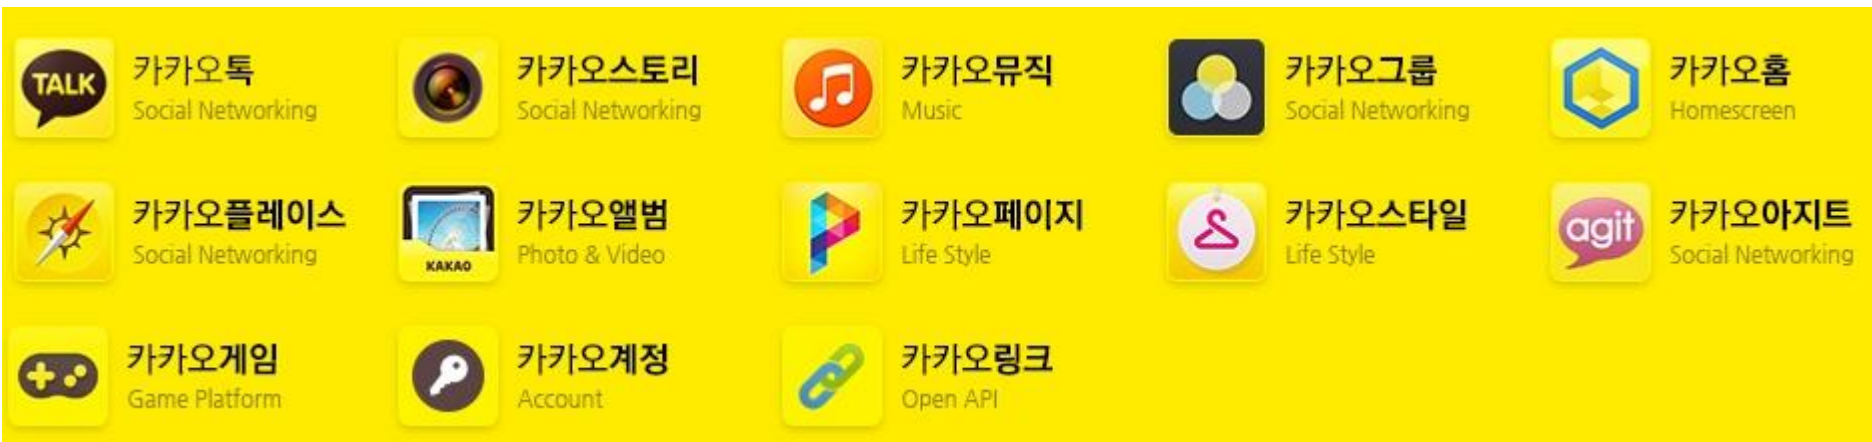 TALK
카카오톡
Social Networking
카카오스토리
Social Networking
카카오뮤직
Music
카카오그룹
Social Networking
카카오홈
Homescreen
카카오플레이스
Social Networking
KAKAO
카카오앨범
Photo & Video
카카오페이지
Life Style
카카오스타일
Life Style
agit
카카오아지트
Social Networking
카카오게임
Game Platform
카카오계정
Account
카카오링크
Open API